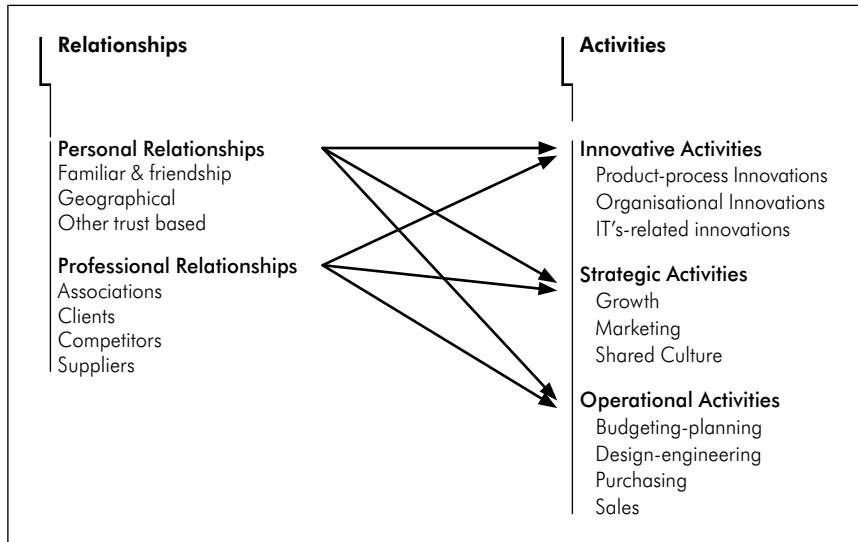 Relationships
Personal Relationships
Familiar & friendship
Geographical
Other trust based
Professional Relationships
Associations
Clients
Competitors
Suppliers
Activities
Innovative Activities
Product-process Innovations
Organisational Innovations
IT's-related innovations
Strategic Activities
Growth
Marketing
Shared Culture
Operational Activities
Budgeting-planning
Design-engineering
Purchasing
Sales